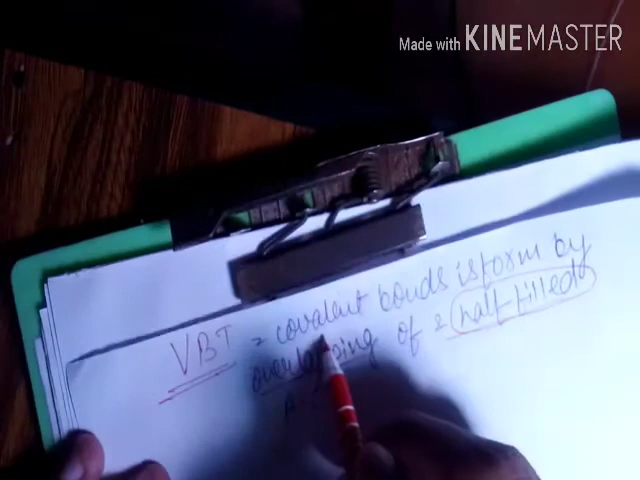 Made with KINEMASTER
VBT = covalent bonds is form by
overlapping of 2 half filled
A.